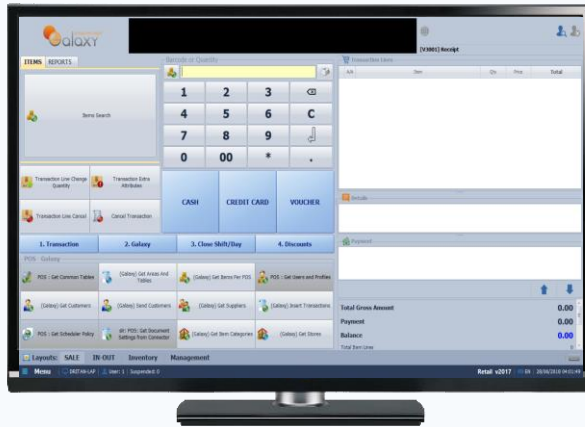 Galaxy
[V3001] Receipt
ITEMS REPORTS
Barcode or Quantity
Transaction Lines
A/A Item Qty Price Total
Items Search
1 2 3
4 5 6 C
7 8 9
0 00 * .
Transaction Line Change Quantity
Transaction Extra Attributes
Transaction Line Cancel
Cancel Transaction
CASH CREDIT CARD VOUCHER
Details
1. Transaction 2. Galaxy 3. Close Shift/Day 4. Discounts
Payment
POS - Galaxy
POS : Get Common Tables
[Galaxy] Get Areas And Tables
[Galaxy] Get Items Per POS
POS : Get Users and Profiles
[Galaxy] Get Customers
[Galaxy] Send Customers
[Galaxy] Get Suppliers
[Galaxy] Insert Transactions
POS : Get Scheduler Policy
POS: Get Document Settings from Connector
[Galaxy] Get Item Categories
[Galaxy] Get Stores
Total Gross Amount 0.00
Payment 0.00
Balance 0.00
Total Item Lines
Layouts: SALE IN-OUT Inventory Management
Menu User: 1 Suspended: 0 Retail v2017 EN